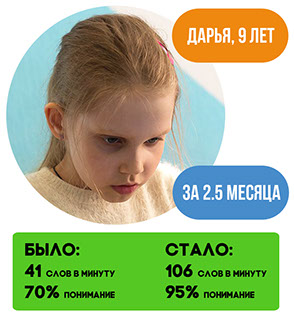 ДАРЬЯ, 9 ЛЕТ
ЗА 2.5 МЕСЯЦА
БЫЛО: СТАЛО:
41 СЛОВ В МИНУТУ 106 СЛОВ В МИНУТУ
70% ПОНИМАНИЕ 95% ПОНИМАНИЕ